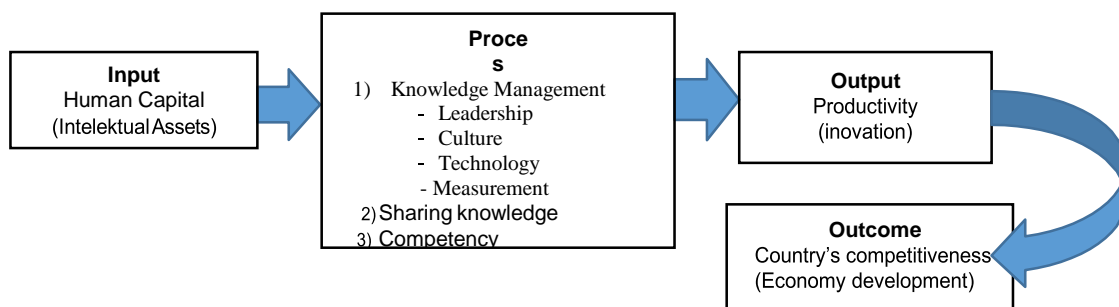 Input
Human Capital
(Intelektual Assets)
Proce
s
1) Knowledge Management
- Leadership
- Culture
- Technology
- Measurement
2) Sharing knowledge
3) Competency
Output
Productivity
(inovation)
Outcome
Country's competitiveness
(Economy development)